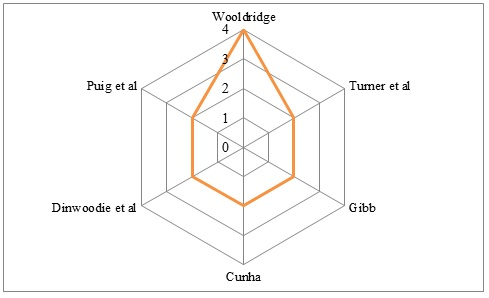 Wooldridge
4
3
Puig et al
Turner et al
2
1
0
Dinwoodie et al
Gibb
Cunha